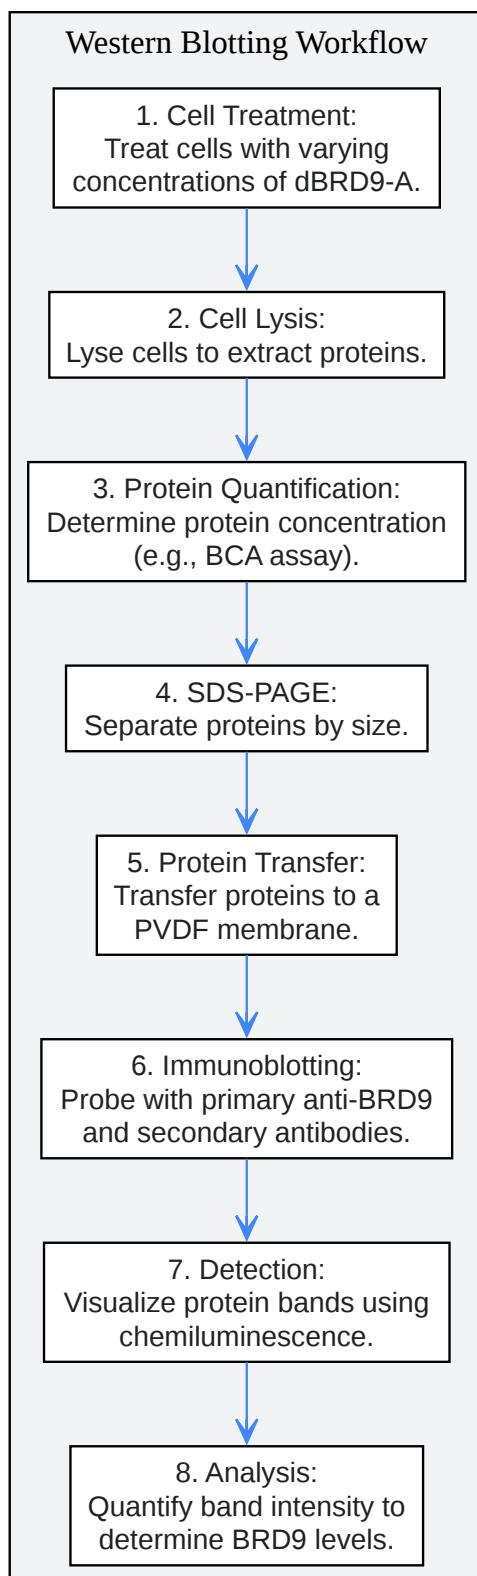 Western Blotting Workflow
1. Cell Treatment:
Treat cells with varying
concentrations of dBRD9-A.
2. Cell Lysis:
Lyse cells to extract proteins.
3. Protein Quantification:
Determine protein concentration
(e.g., BCA assay).
4. SDS-PAGE:
Separate proteins by size.
5. Protein Transfer:
Transfer proteins to a
PVDF membrane.
6. Immunoblotting:
Probe with primary anti-BRD9
and secondary antibodies.
7. Detection:
Visualize protein bands using
chemiluminescence.
8. Analysis:
Quantify band intensity to
determine BRD9 levels.